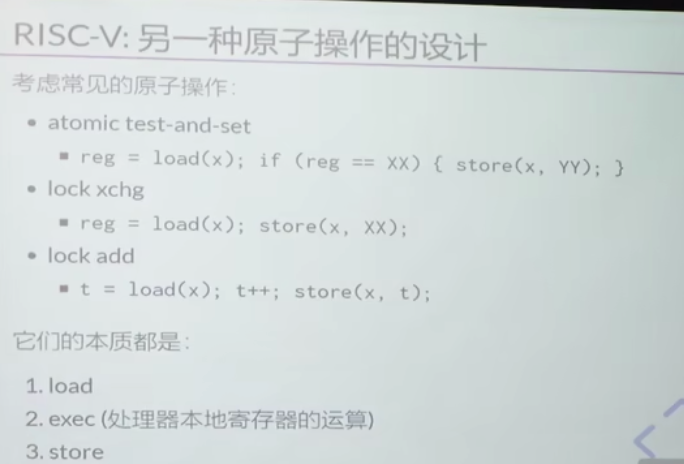 RISC-V: 另一种原子操作的设计
考虑常见的原子操作:
• atomic test-and-set
▪ reg = load(x); if (reg == XX) { store(x, YY); }
• lock xchg
▪ reg = load(x); store(x, XX);
• lock add
▪ t = load(x); t++; store(x, t);
它们的本质都是:
1. load
2. exec (处理器本地寄存器的运算)
3. store